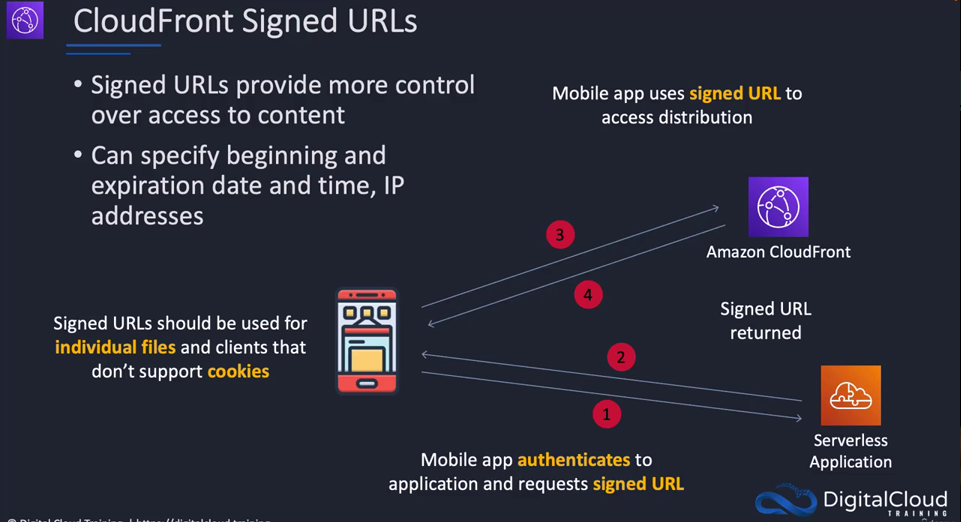 CloudFront Signed URLs
• Signed URLs provide more control
over access to content
• Can specify beginning and
expiration date and time, IP
addresses
Mobile app uses signed URL to
access distribution
3
Amazon CloudFront
4
Signed URL
returned
Signed URLs should be used for
individual files and clients that
don't support cookies
2
1
Serverless
Application
Mobile app authenticates to
application and requests signed URL
DigitalCloud
TRAINING
© Digital Cloud Training | https://digitalcloud.training